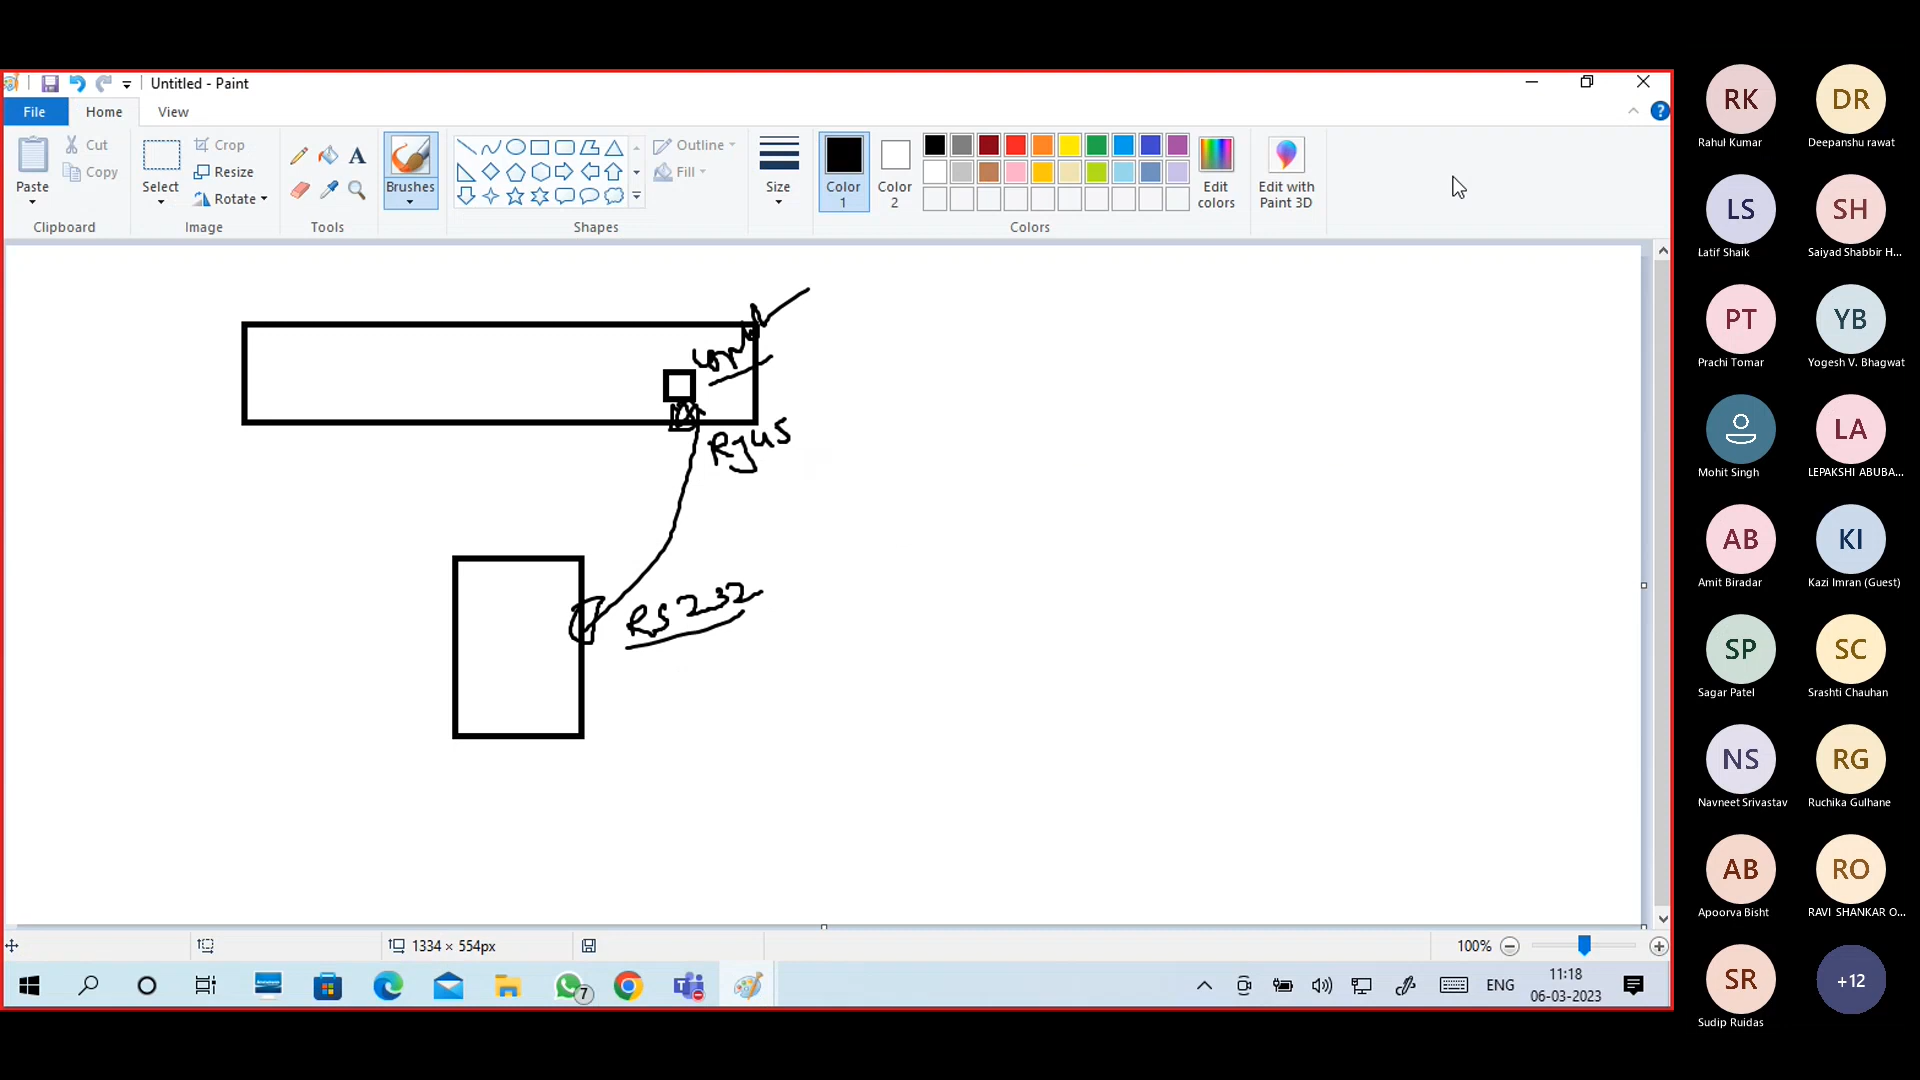 Untitled - Paint
File
Home
View
Paste
Cut
Copy
Clipboard
Select
Crop
Resize
Rotate
Image
A
Tools
Brushes
Shapes
Outline
Fill
Size
Color
1
Color
2
Edit
colors
Edit with
Paint 3D
Colors
RJ45
RS232
1334 × 554px
100%
7
ENG
11:18
06-03-2023
RK
Rahul Kumar
DR
Deepanshu rawat
LS
Latif Shaik
SH
Saiyad Shabbir H...
PT
Prachi Tomar
YB
Yogesh V. Bhagwat
Mohit Singh
LA
LEPAKSHI ABUBA...
AB
Amit Biradar
KI
Kazi Imran (Guest)
SP
Sagar Patel
SC
Srashti Chauhan
NS
Navneet Srivastav
RG
Ruchika Gulhane
AB
Apoorva Bisht
RO
RAVI SHANKAR O...
SR
Sudip Ruidas
+12